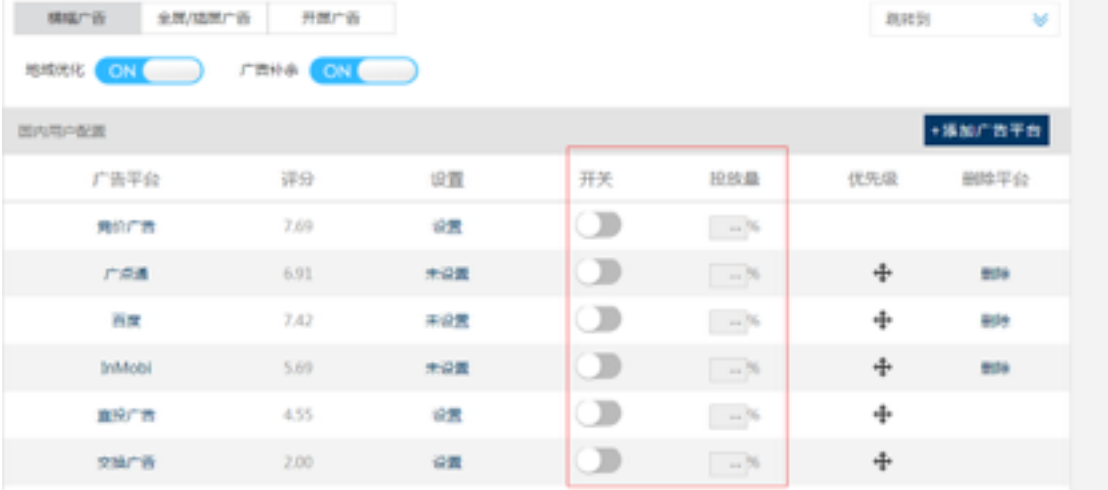 横幅广告 全屏/插屏广告 开屏广告 跳转到
地域优化 ON 广告补余 ON
国内用户配置 +添加广告平台
广告平台 评分 设置 开关 投放量 优先级 删除平台
竞价广告 7.69 设置 -- %
广点通 6.91 未设置 -- % 删除
百度 7.42 未设置 -- % 删除
InMobi 5.69 未设置 -- % 删除
直投广告 4.55 设置 -- %
交换广告 2.00 设置 -- %